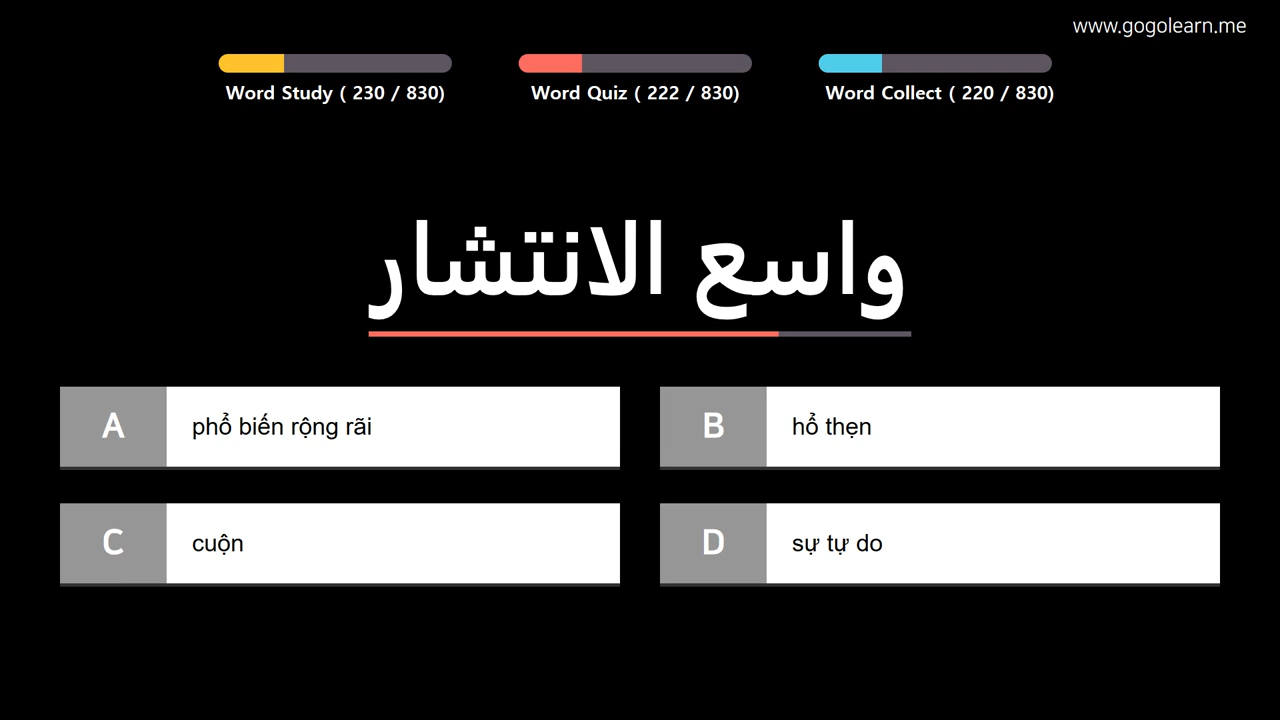 www.gogolearn.me
Word Study ( 230 / 830)
Word Quiz ( 222 / 830)
Word Collect ( 220 / 830)
واسع الانتشار
A phổ biến rộng rãi
B hổ thẹn
C cuộn
D sự tự do